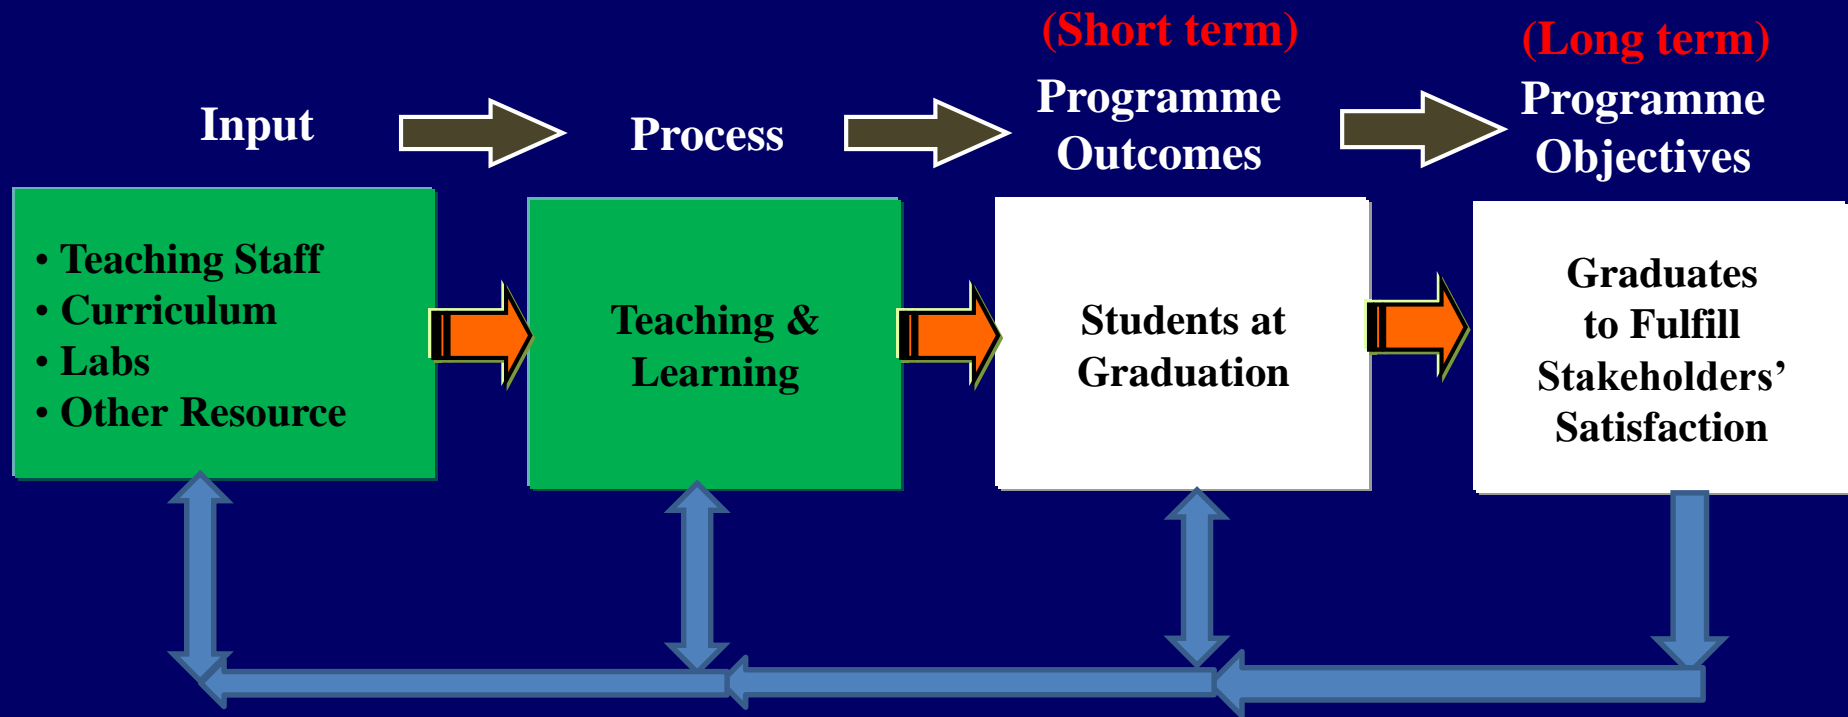 (Short term)
(Long term)
Input
Process
Programme
Outcomes
Programme
Objectives
• Teaching Staff
• Curriculum
• Labs
• Other Resource
Teaching &
Learning
Students at
Graduation
Graduates
to Fulfill
Stakeholders’
Satisfaction